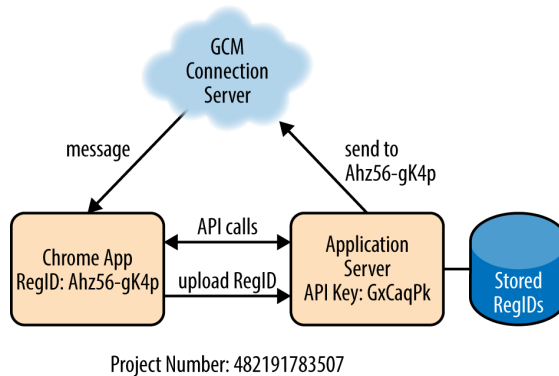 GCM
Connection
Server
message
send to
Ahz56-gK4p
Chrome App
RegID: Ahz56-gK4p
API calls
upload RegID
Application
Server
API Key: GxCaqPk
Stored
RegIDs
Project Number: 482191783507